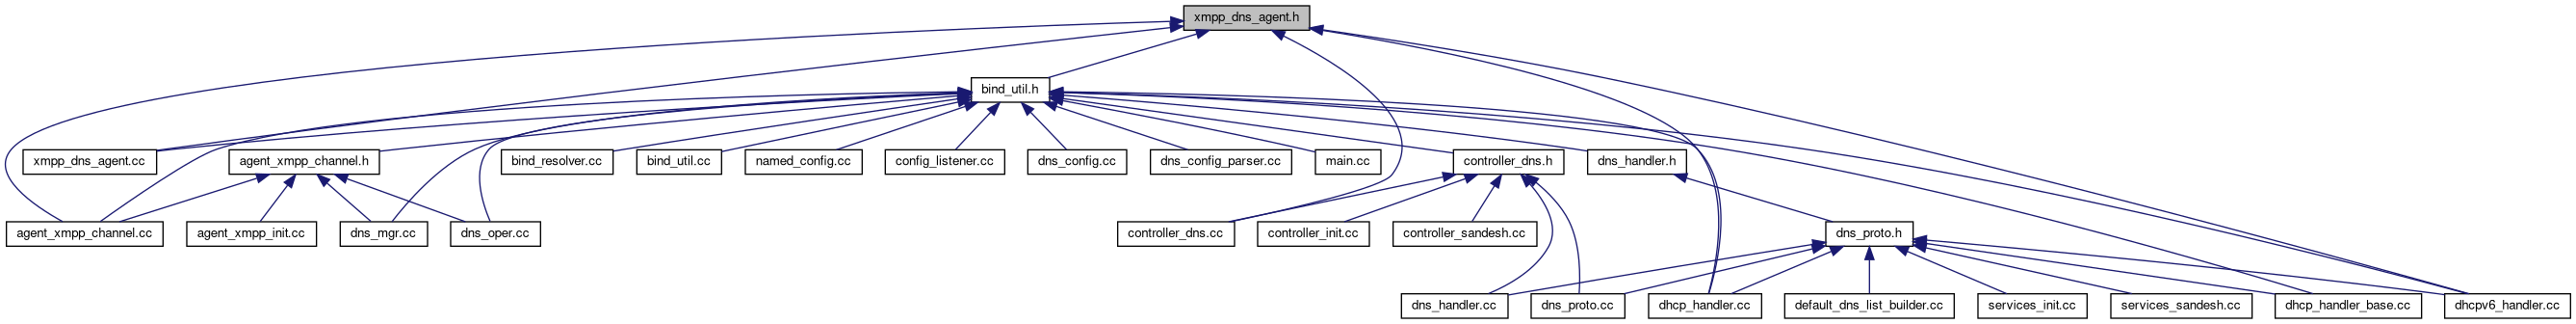 xmpp_dns_agent.h
bind_util.h
xmpp_dns_agent.cc
agent_xmpp_channel.h
bind_resolver.cc
bind_util.cc
named_config.cc
config_listener.cc
dns_config.cc
dns_config_parser.cc
main.cc
controller_dns.h
dns_handler.h
agent_xmpp_channel.cc
agent_xmpp_init.cc
dns_mgr.cc
dns_oper.cc
controller_dns.cc
controller_init.cc
controller_sandesh.cc
dns_proto.h
dns_handler.cc
dns_proto.cc
dhcp_handler.cc
default_dns_list_builder.cc
services_init.cc
services_sandesh.cc
dhcp_handler_base.cc
dhcpv6_handler.cc